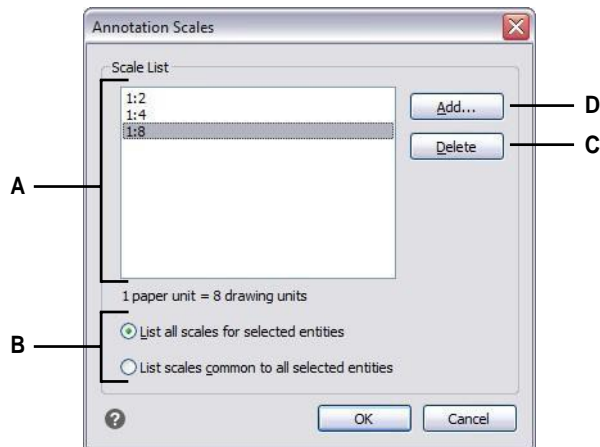 Annotation Scales
Scale List
1:2
1:4
1:8
Add...
D
Delete
C
A
1 paper unit = 8 drawing units
List all scales for selected entities
B
List scales common to all selected entities
?
OK
Cancel